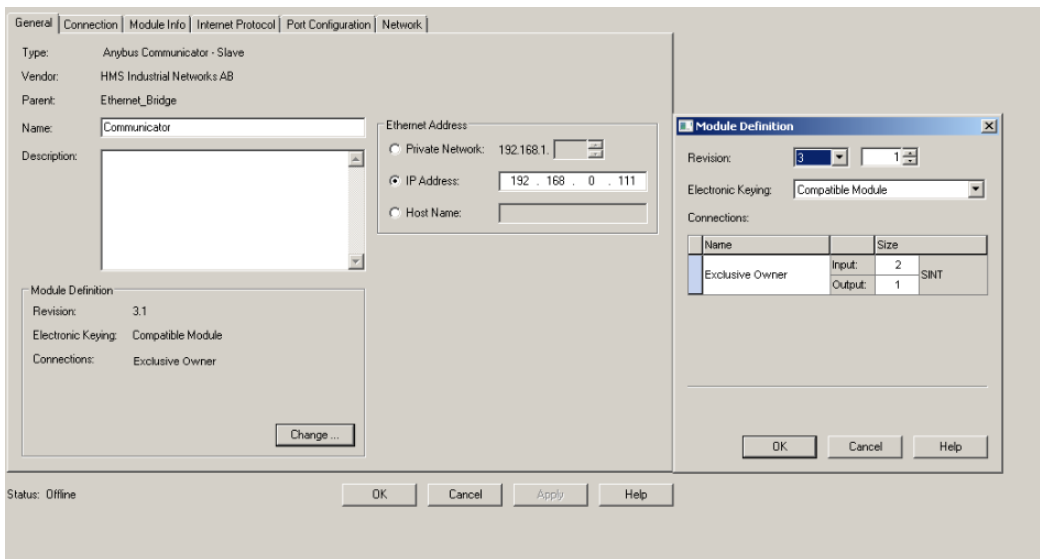 General Connection Module Info Internet Protocol Port Configuration Network
Type: Anybus Communicator - Slave
Vendor: HMS Industrial Networks AB
Parent: Ethernet_Bridge
Name: Communicator
Description:
Ethernet Address
Private Network: 192.168.1.
IP Address: 192 . 168 . 0 . 111
Host Name:
Module Definition
Revision: 3.1
Electronic Keying: Compatible Module
Connections: Exclusive Owner
Change ...
Status: Offline
OK Cancel Apply Help
Module Definition
Revision: 3 1
Electronic Keying: Compatible Module
Connections:
Name Size
Exclusive Owner Input: 2 SINT
Output: 1
OK Cancel Help